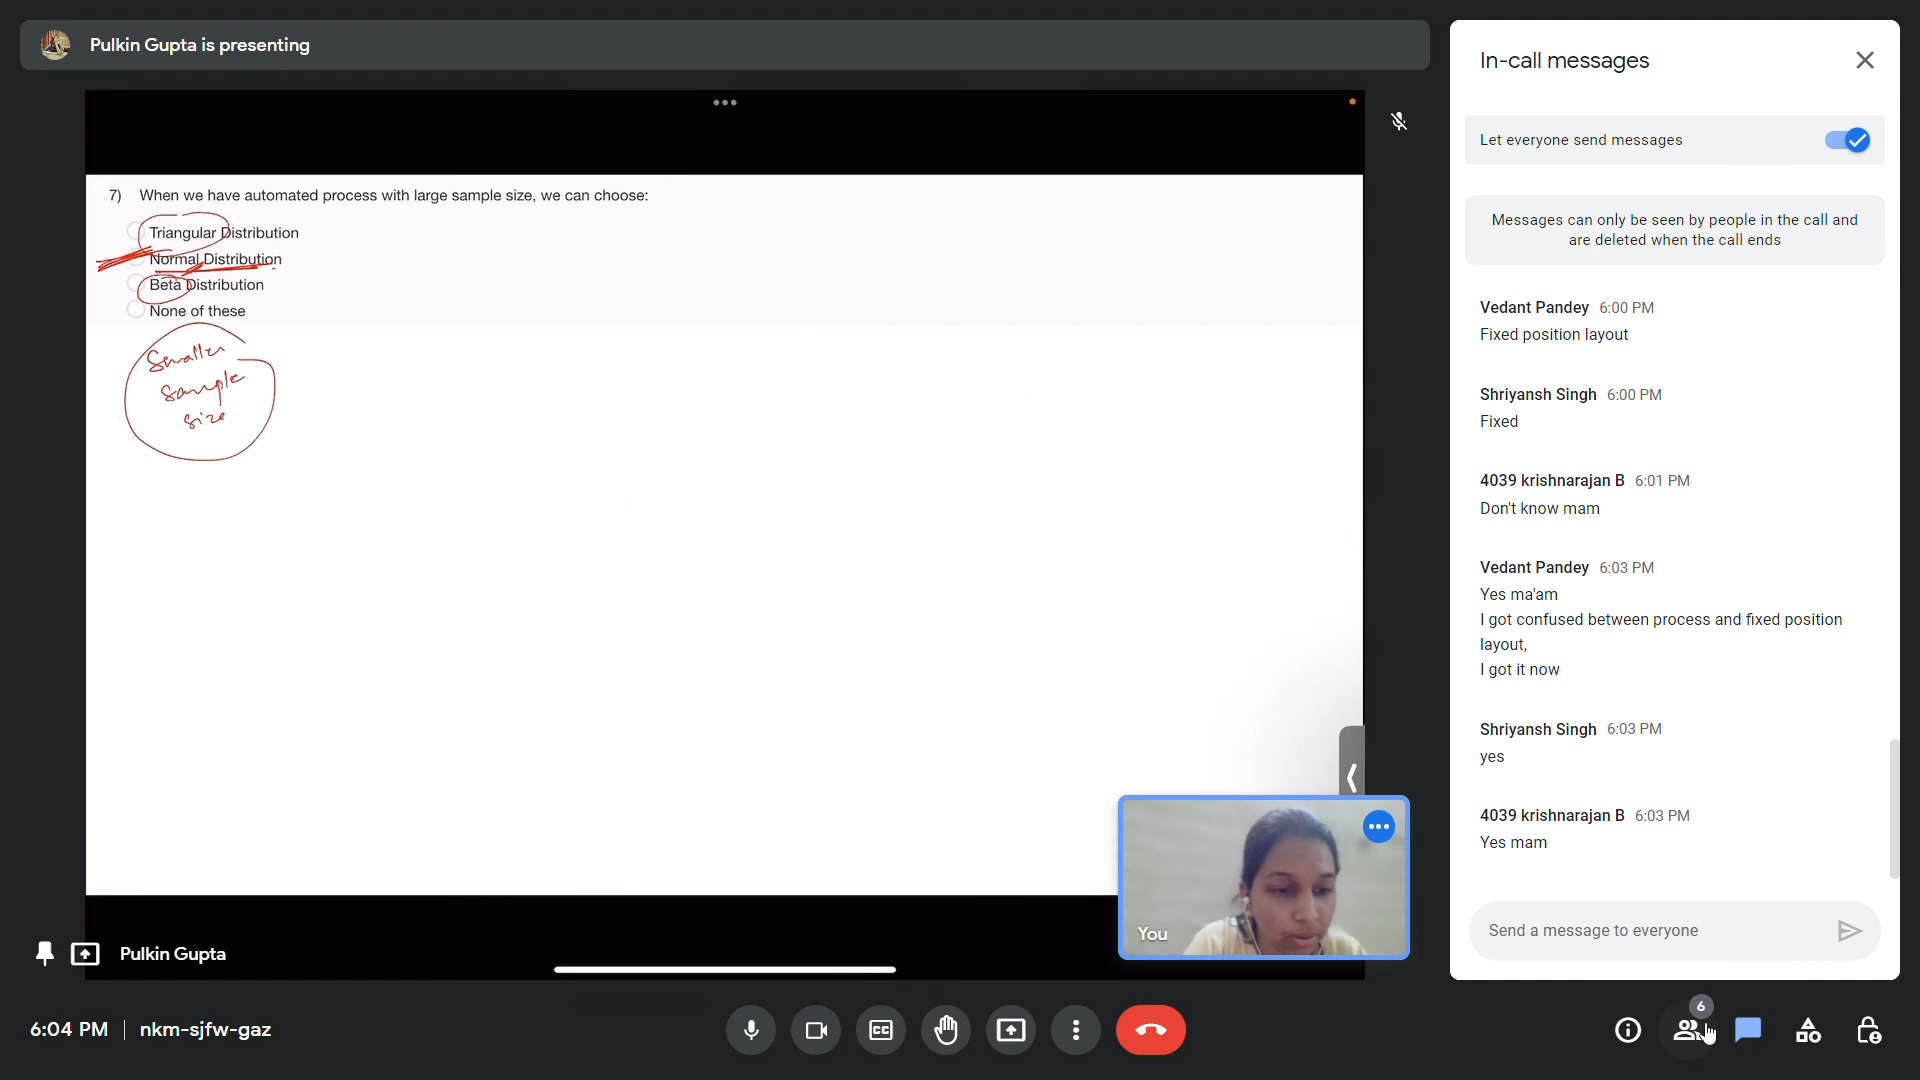 Pulkin Gupta is presenting
7) When we have automated process with large sample size, we can choose:
Triangular Distribution
Normal Distribution
Beta Distribution
None of these
Smaller
sample
size
You
Pulkin Gupta
6:04 PM
nkm-sjfw-gaz
CC
6
In-call messages
Let everyone send messages
Messages can only be seen by people in the call and
are deleted when the call ends
Vedant Pandey 6:00 PM
Fixed position layout
Shriyansh Singh 6:00 PM
Fixed
4039 krishnarajan B 6:01 PM
Don't know mam
Vedant Pandey 6:03 PM
Yes ma'am
I got confused between process and fixed position
layout,
I got it now
Shriyansh Singh 6:03 PM
yes
4039 krishnarajan B 6:03 PM
Yes mam
Send a message to everyone